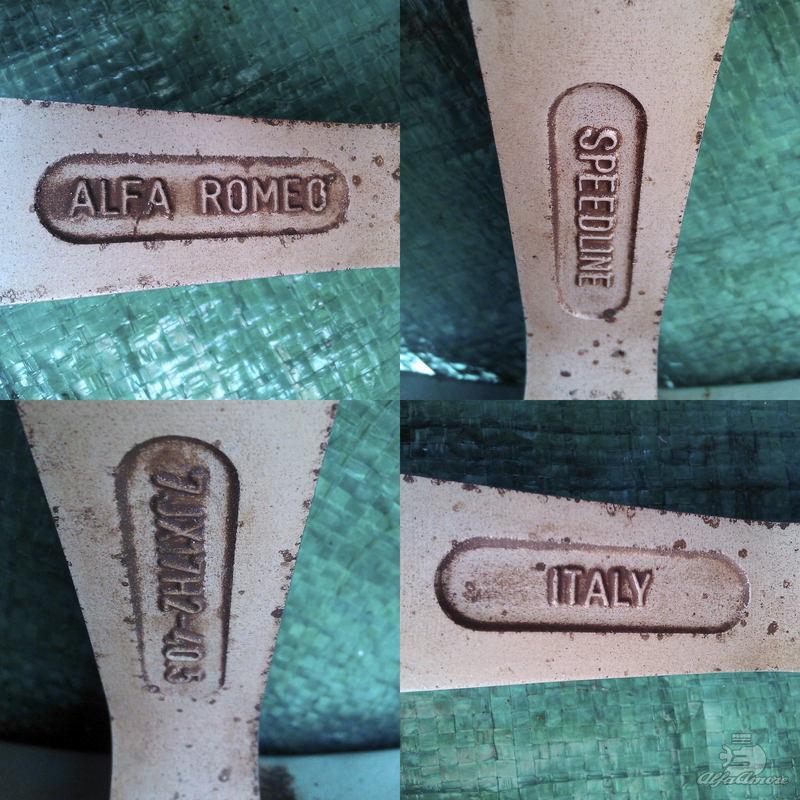 ALFA ROMEO
SPEEDLINE
7JX17H2-40.5
ITALY
AlfaAmore